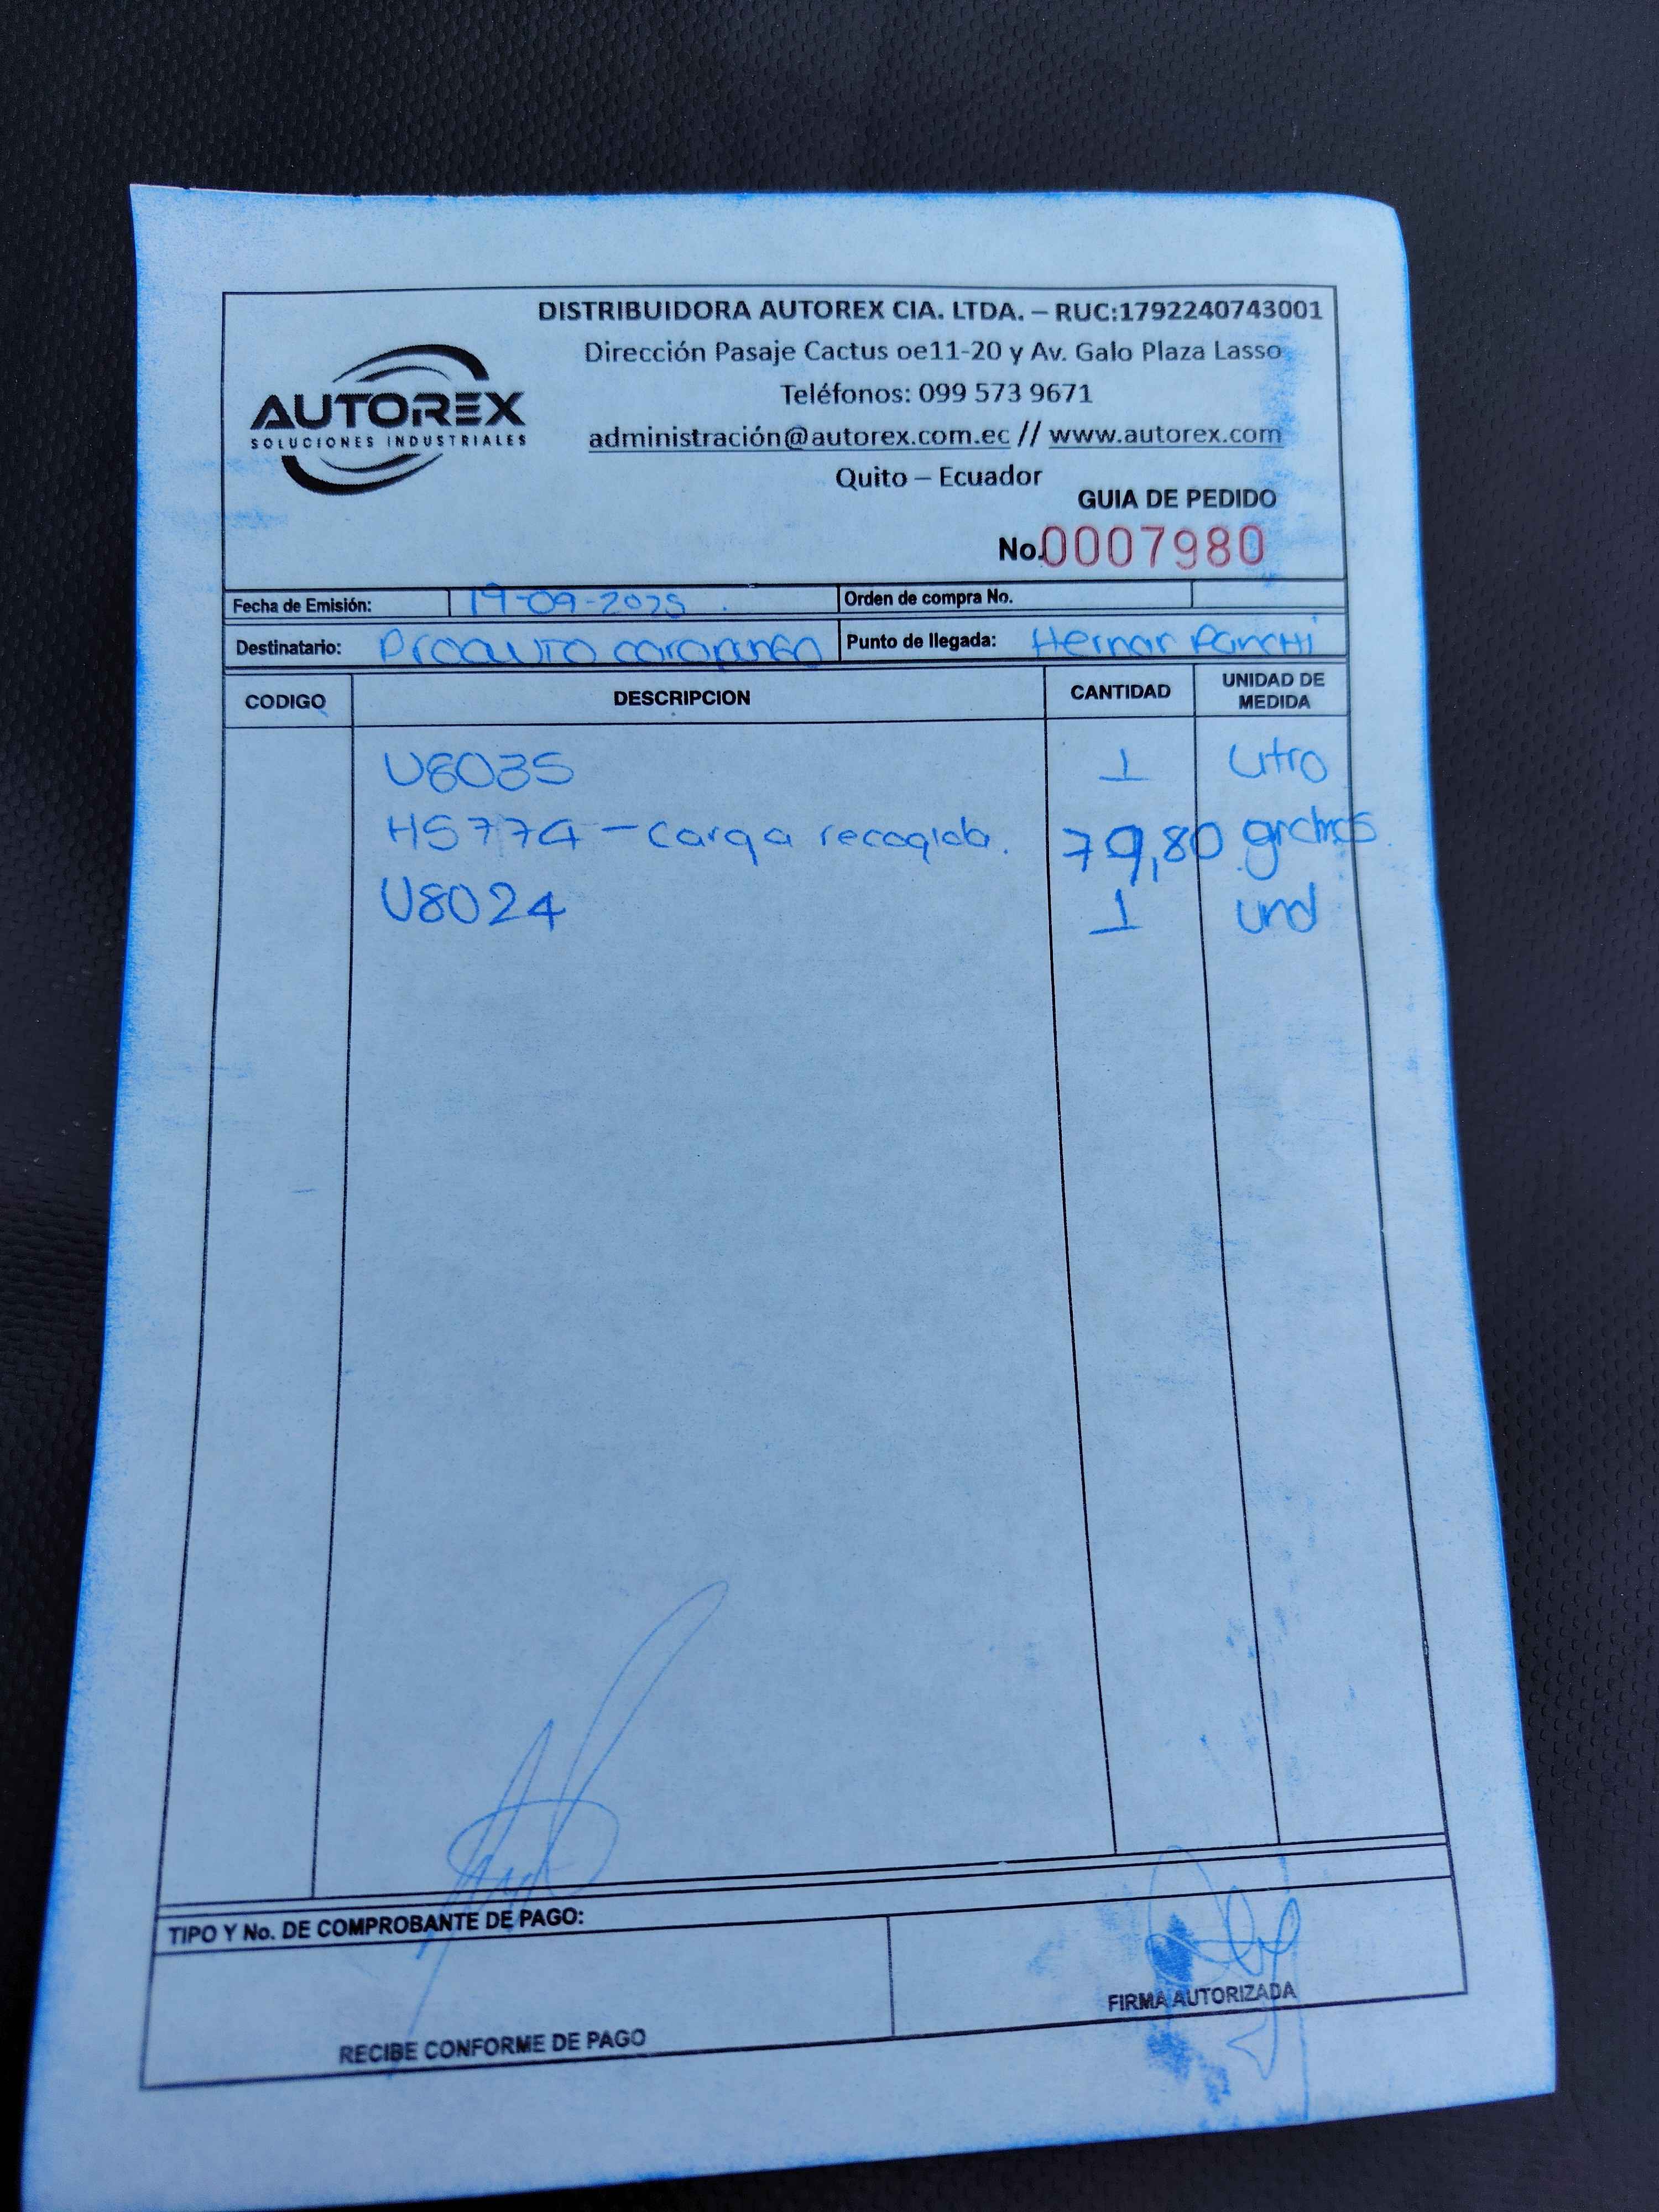 DISTRIBUIDORA AUTOREX CIA. LTDA. – RUC:1792240743001
Dirección Pasaje Cactus oe11-20 y Av. Galo Plaza Lasso
Teléfonos: 099 573 9671
administración@autorex.com.ec // www.autorex.com
Quito – Ecuador
AUTOREX
SOLUCIONES INDUSTRIALES
GUIA DE PEDIDO
No. 0007980
Fecha de Emisión: 19-09-2025 Orden de compra No.
Destinatario: Proauto carapungo Punto de llegada: Hernar Panchi
CODIGO DESCRIPCION CANTIDAD UNIDAD DE MEDIDA
U8035 1 Litro
HS774 – carga recogida. 79,80
U8024 1 und
TIPO Y No. DE COMPROBANTE DE PAGO:
RECIBE CONFORME DE PAGO
FIRMA AUTORIZADA